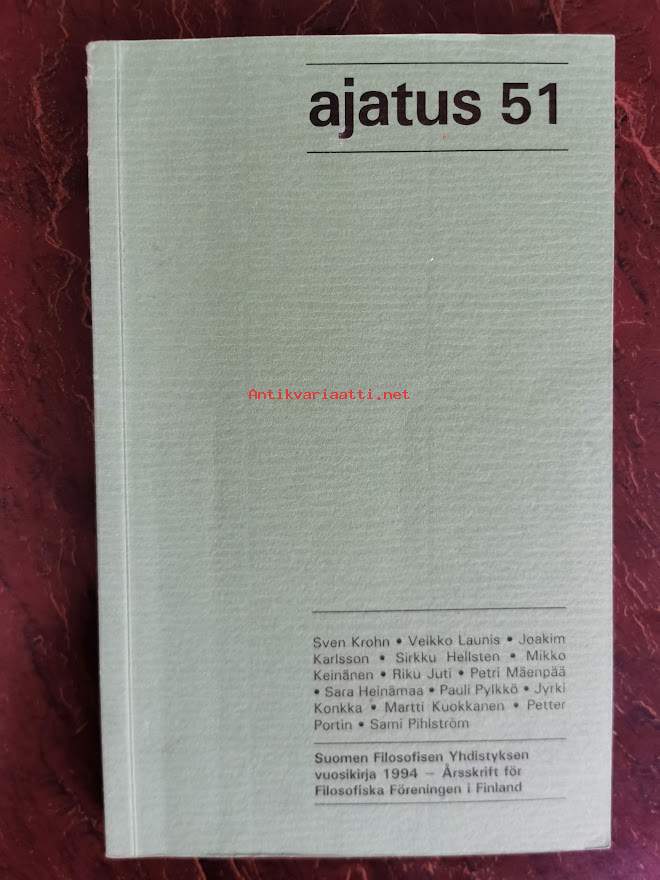 ajatus 51
Antikvariaatti.net
Sven Krohn • Veikko Launis • Joakim
Karlsson • Sirkku Hellsten • Mikko
Keinänen • Riku Juti • Petri Mäenpää
• Sara Heinämaa • Pauli Pylkkö • Jyrki
Konkka • Martti Kuokkanen • Petter
Portin • Sami Pihlström
Suomen Filosofisen Yhdistyksen
vuosikirja 1994 – Årsskrift för
Filosofiska Föreningen i Finland